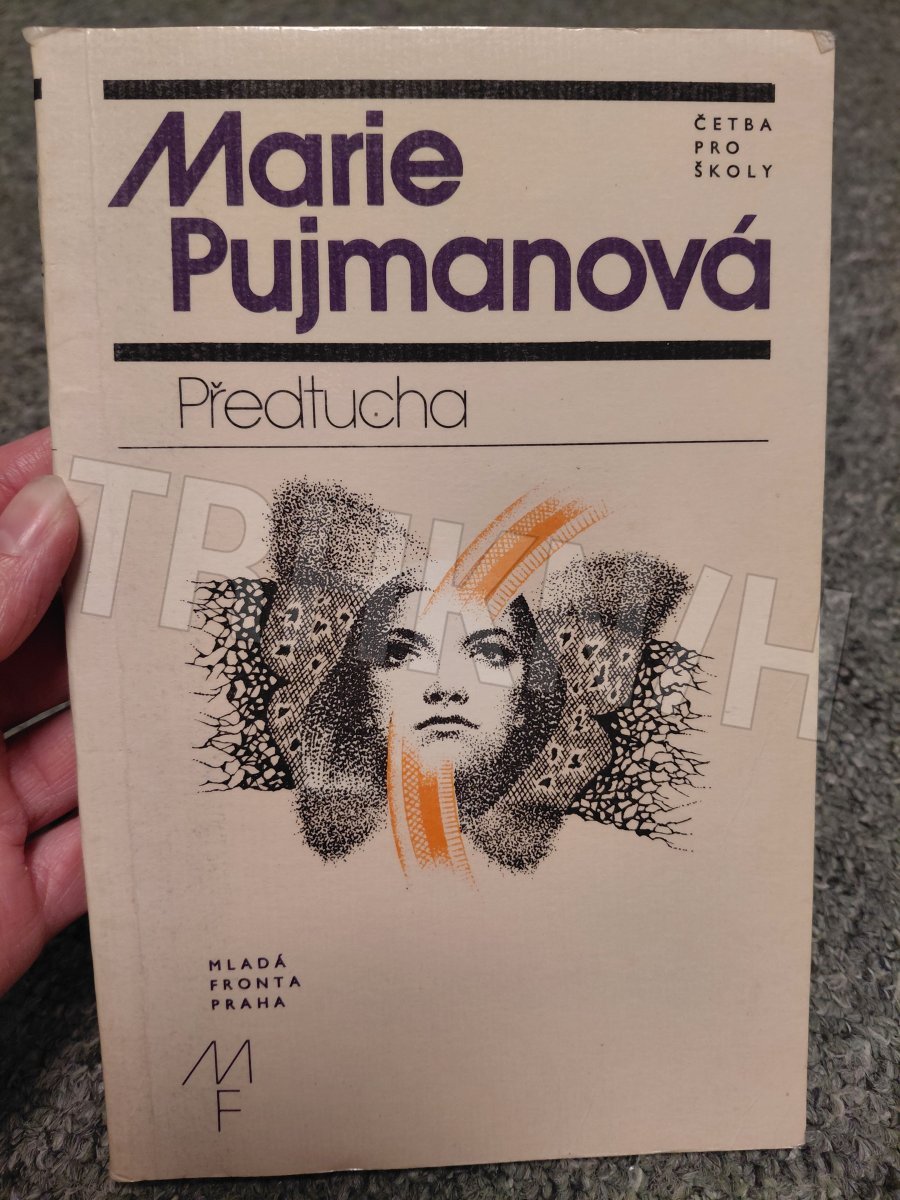 Marie
Pujmanová
ČETBA
PRO
ŠKOLY
Předtucha
MLADÁ
FRONTA
PRAHA
MF